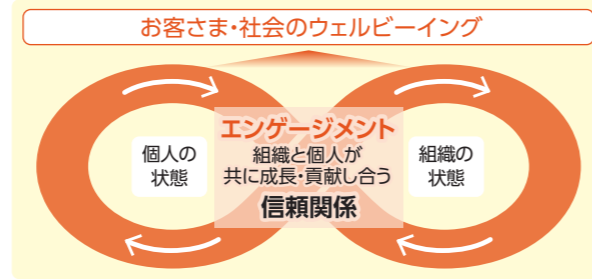 お客さま・社会のウェルビーイング
エンゲージメント
組織と個人が
共に成長・貢献し合う
信頼関係
個人の
状態
組織の
状態